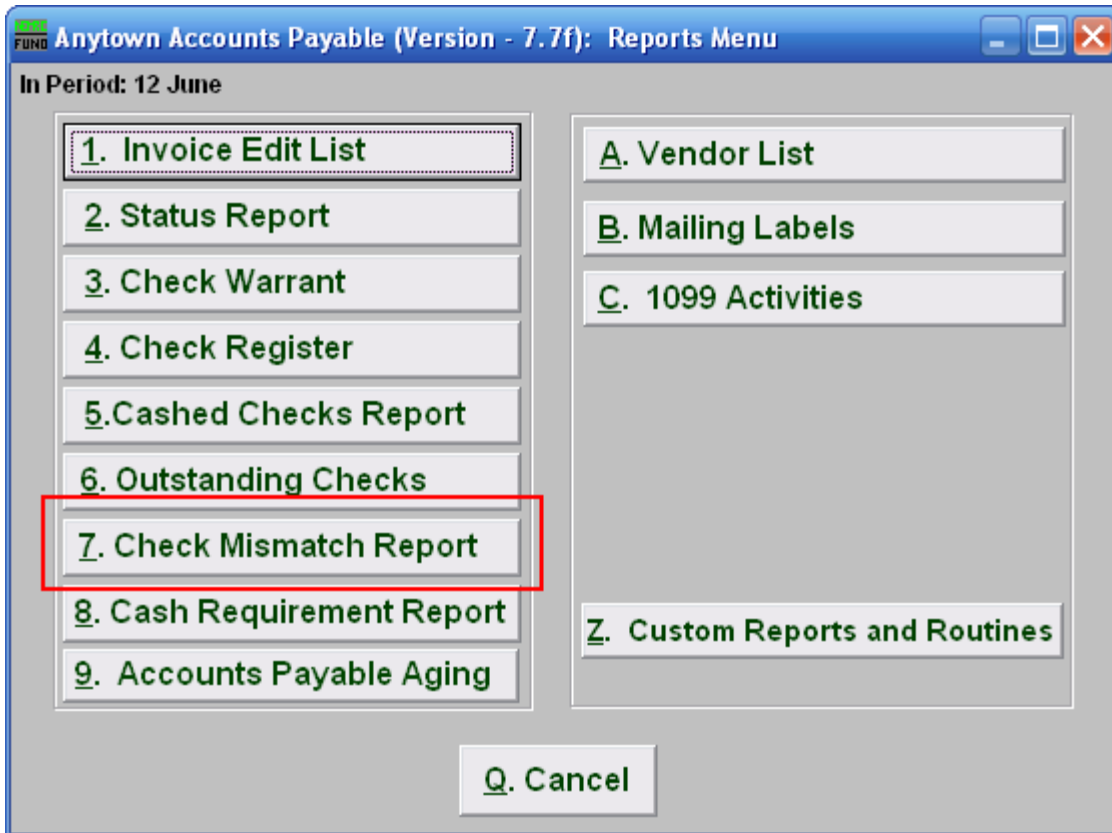 FUND Anytown Accounts Payable (Version - 7.7f): Reports Menu
In Period: 12 June
1. Invoice Edit List
2. Status Report
3. Check Warrant
4. Check Register
5.Cashed Checks Report
6. Outstanding Checks
7. Check Mismatch Report
8. Cash Requirement Report
9. Accounts Payable Aging
A. Vendor List
B. Mailing Labels
C. 1099 Activities
Z. Custom Reports and Routines
Q. Cancel